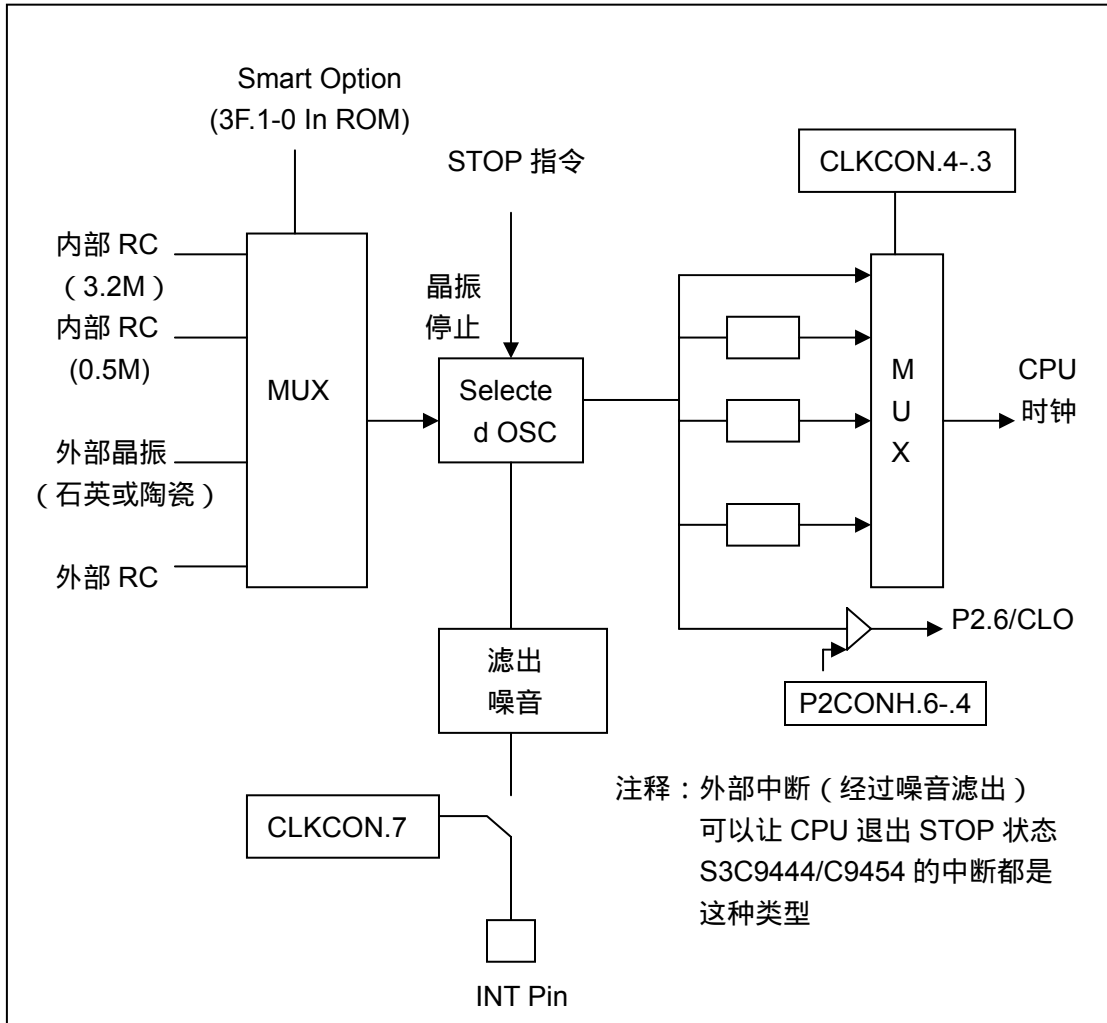 Smart Option
(3F.1-0 In ROM)
STOP 指令
CLKCON.4-.3
内部 RC
（3.2M）
内部 RC
(0.5M)
外部晶振
（石英或陶瓷）
外部 RC
MUX
晶振
停止
Selecte
d OSC
M
U
X
CPU
时钟
P2.6/CLO
P2CONH.6-.4
滤出
噪音
CLKCON.7
INT Pin
注释：外部中断（经过噪音滤出）
可以让 CPU 退出 STOP 状态
S3C9444/C9454 的中断都是
这种类型